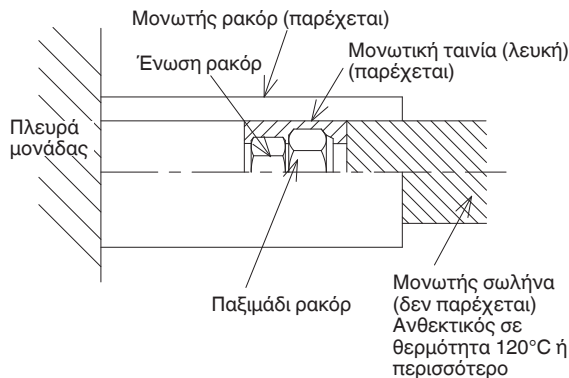 Μονωτής ρακόρ (παρέχεται)
Ένωση ρακόρ
Μονωτική ταινία (λευκή)
(παρέχεται)
Πλευρά
μονάδας
Παξιμάδι ρακόρ
Μονωτής σωλήνα
(δεν παρέχεται)
Ανθεκτικός σε
θερμότητα 120°C ή
περισσότερο